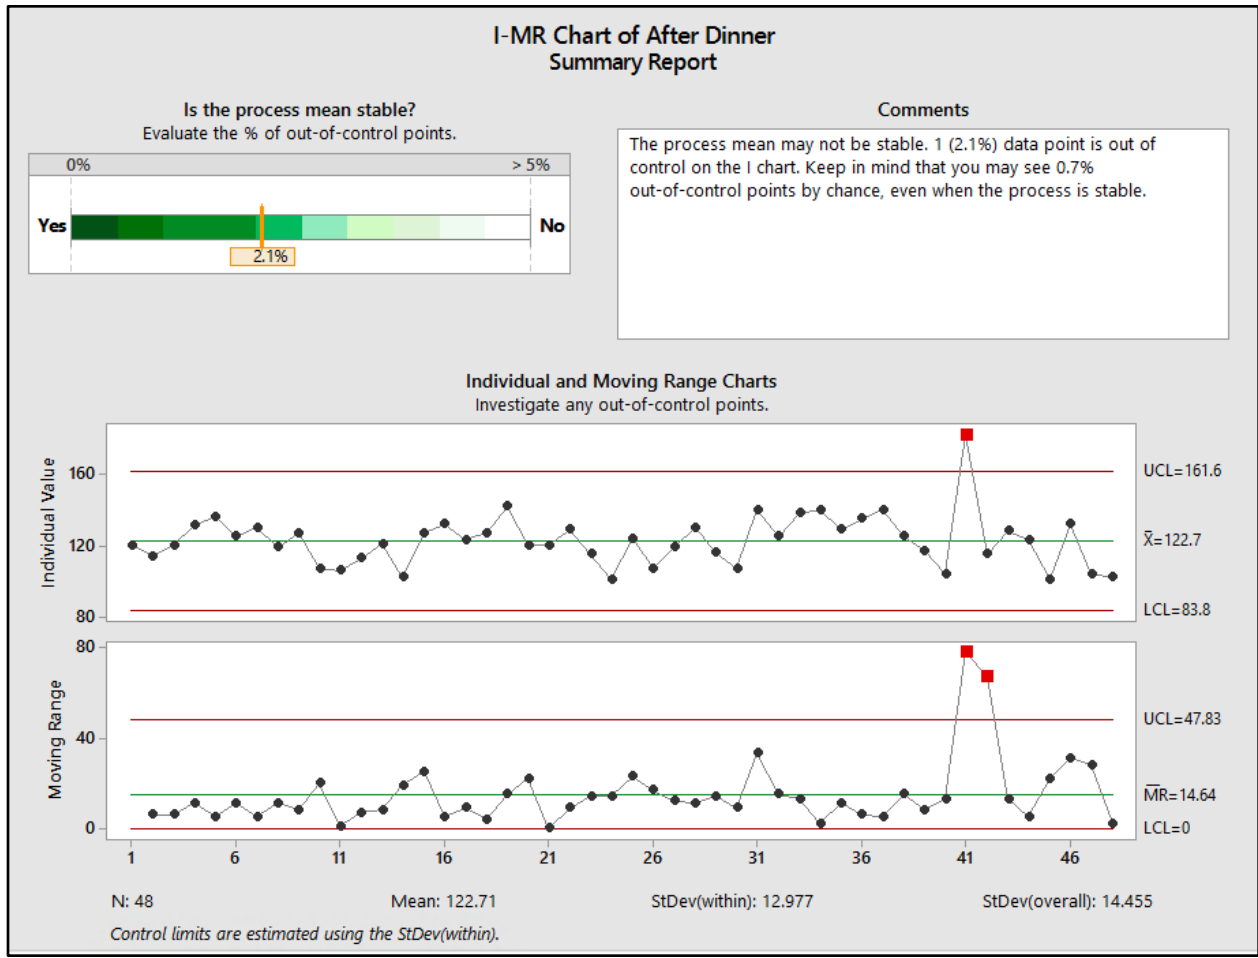 I-MR Chart of After Dinner
Summary Report
Is the process mean stable?
Evaluate the % of out-of-control points.
0%
> 5%
Yes
No
2.1%
Comments
The process mean may not be stable. 1 (2.1%) data point is out of
control on the I chart. Keep in mind that you may see 0.7%
out-of-control points by chance, even when the process is stable.
Individual and Moving Range Charts
Investigate any out-of-control points.
Individual Value
160
120
80
UCL=161.6
X̄=122.7
LCL=83.8
Moving Range
80
40
0
UCL=47.83
M̅R̅=14.64
LCL=0
1 6 11 16 21 26 31 36 41 46
N: 48 Mean: 122.71 StDev(within): 12.977 StDev(overall): 14.455
Control limits are estimated using the StDev(within).